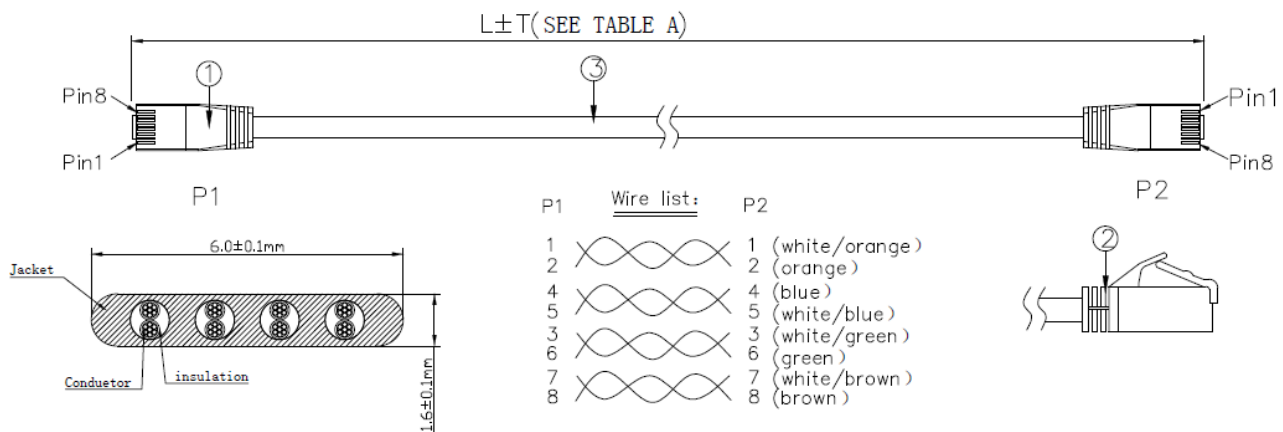 L±T(SEE TABLE A)
1
3
Pin8
Pin1
Pin1
Pin8
P1
P2
6.0±0.1mm
Jacket
Conduetor
insulation
1.6±0.1mm
P1 Wire list: P2
1 1 (white/orange)
2 2 (orange)
4 4 (blue)
5 5 (white/blue)
3 3 (white/green)
6 6 (green)
7 7 (white/brown)
8 8 (brown)
2